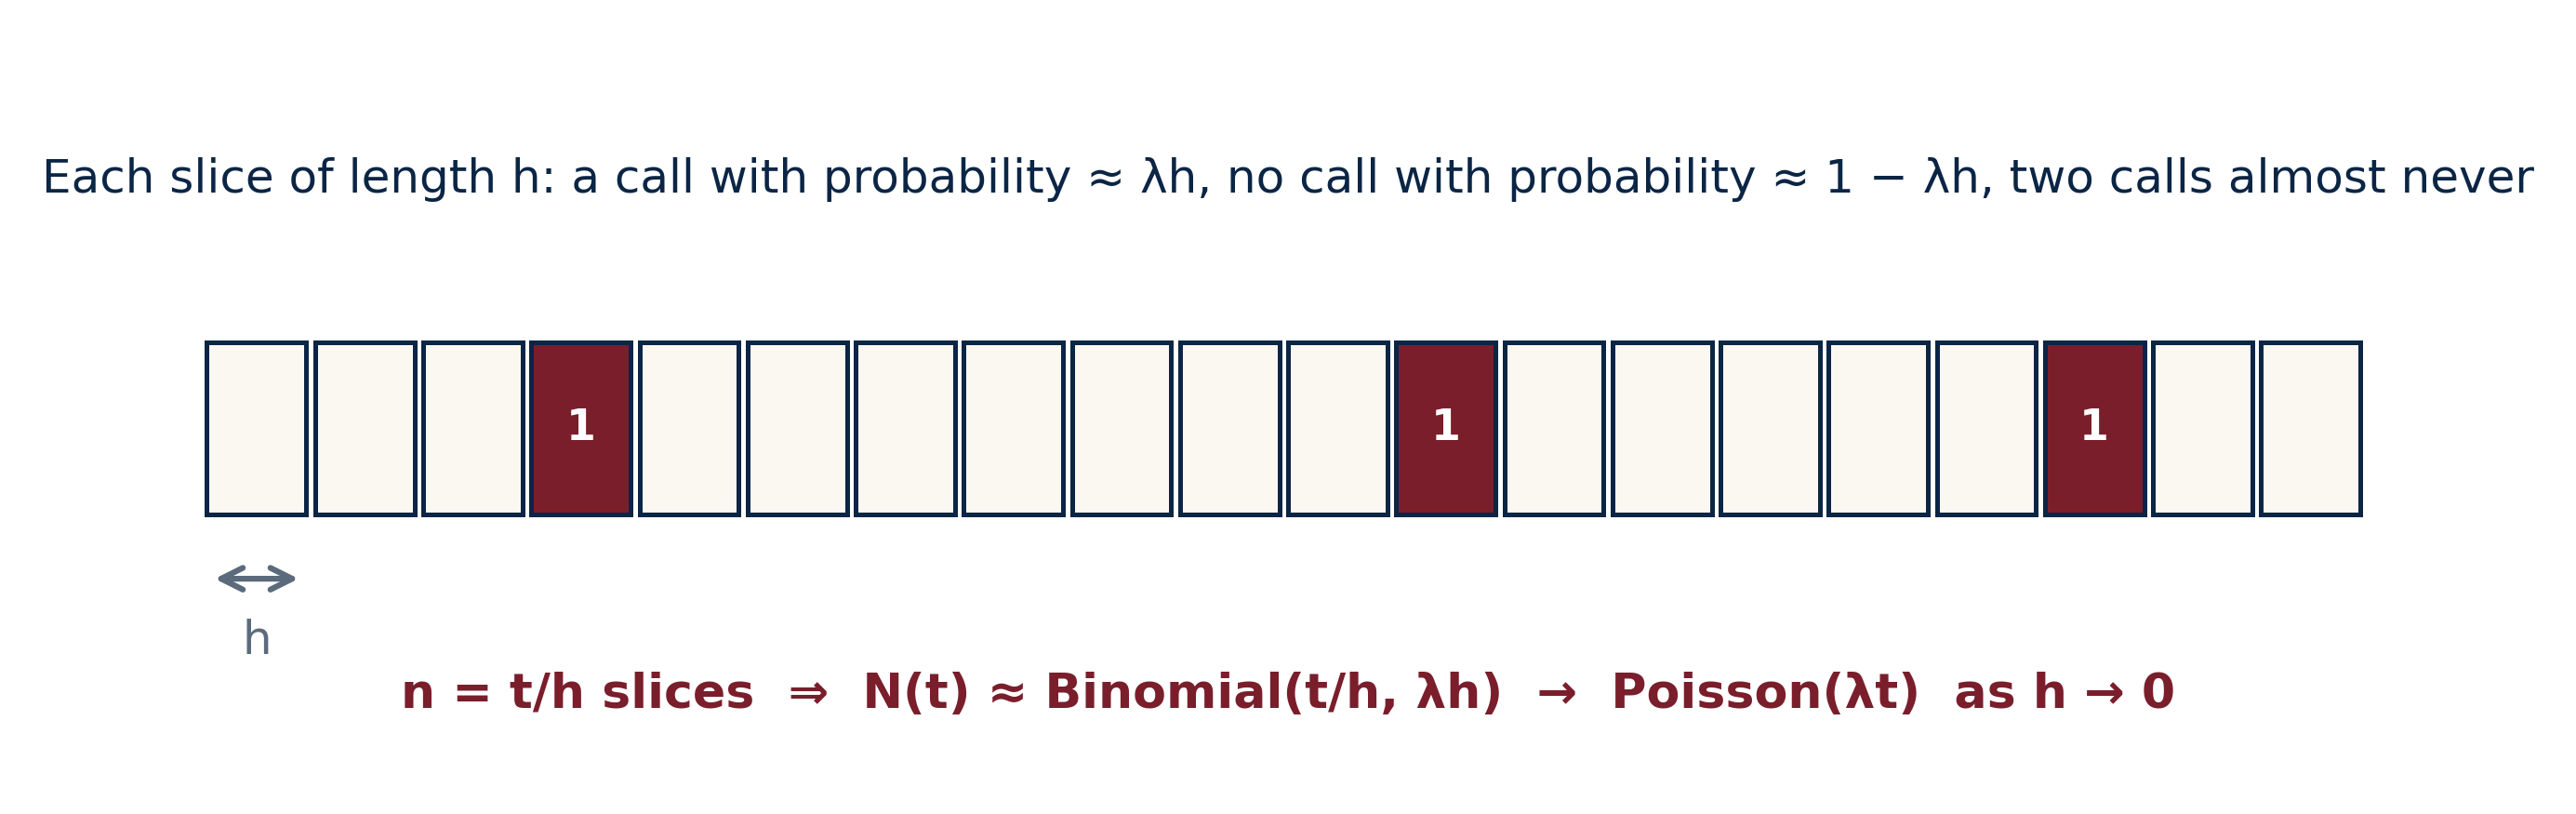 Each slice of length h: a call with probability ≈ λh, no call with probability ≈ 1 − λh, two calls almost never
1 1 1
h
n = t/h slices ⇒ N(t) ≈ Binomial(t/h, λh) → Poisson(λt) as h → 0